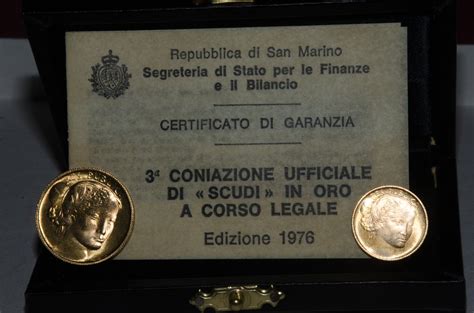 Repubblica di San Marino
Segreteria di Stato per le Finanze
e Il Bilancio
CERTIFICATO DI GARANZIA
3ª CONIAZIONE UFFICIALE
DI «SCUDI» IN ORO
A CORSO LEGALE
Edizione 1976